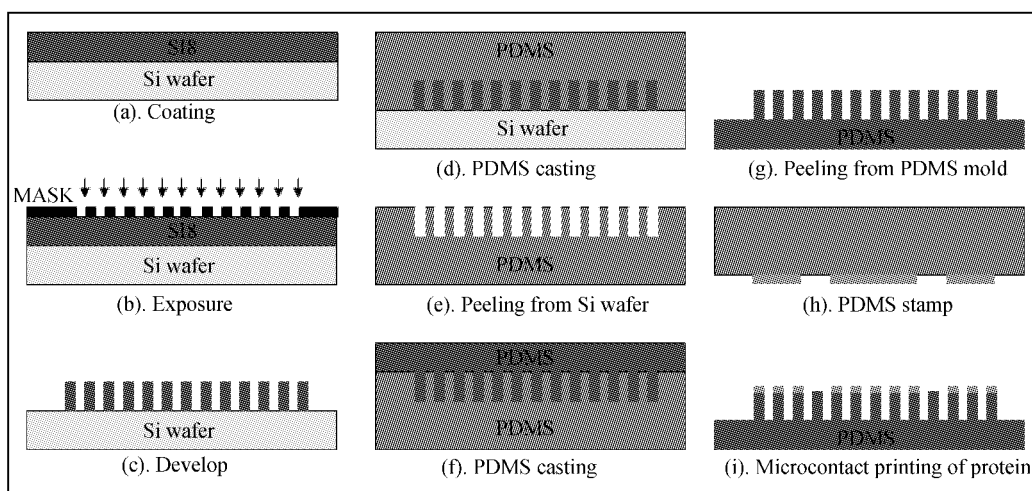 SI8
Si wafer
(a). Coating
MASK
SI8
Si wafer
(b). Exposure
Si wafer
(c). Develop
PDMS
Si wafer
(d). PDMS casting
PDMS
(e). Peeling from Si wafer
PDMS
(f). PDMS casting
PDMS
(g). Peeling from PDMS mold
(h). PDMS stamp
PDMS
(i). Microcontact printing of protein